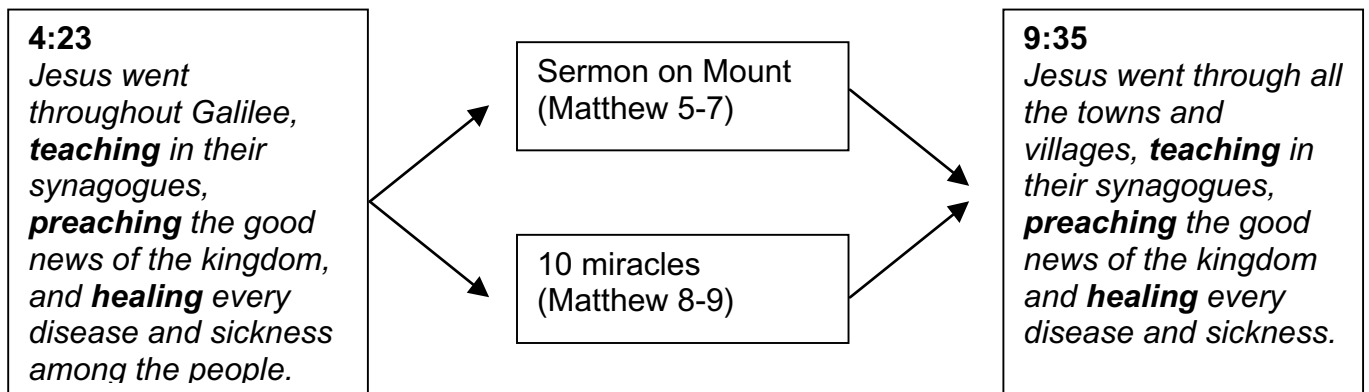 4:23
Jesus went
throughout Galilee,
teaching in their
synagogues,
preaching the good
news of the kingdom,
and healing every
disease and sickness
among the people.
Sermon on Mount
(Matthew 5-7)
10 miracles
(Matthew 8-9)
9:35
Jesus went through all
the towns and
villages, teaching in
their synagogues,
preaching the good
news of the kingdom
and healing every
disease and sickness.